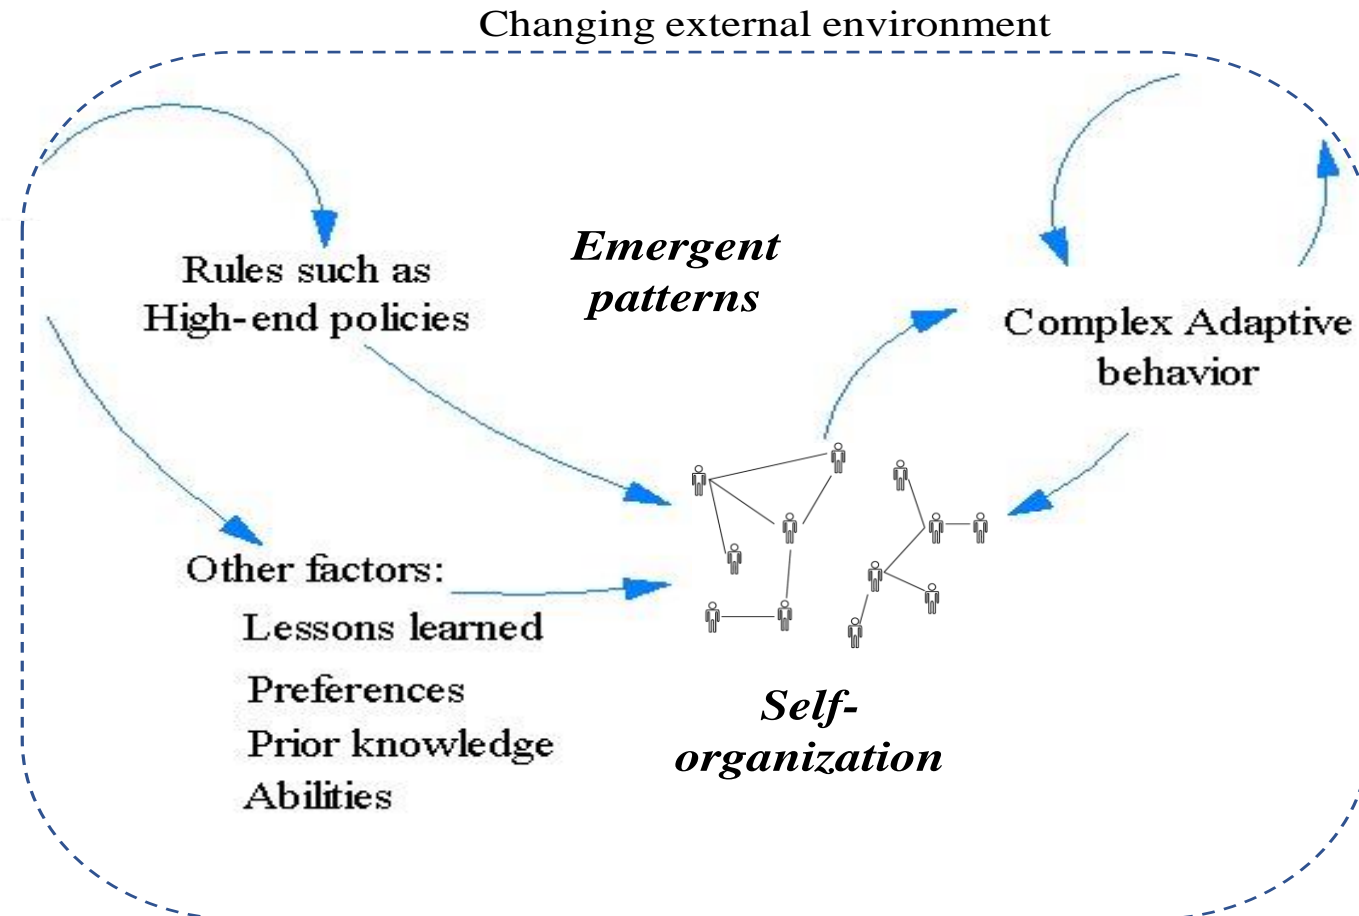 Changing external environment
Rules such as
High-end policies
Emergent
patterns
Complex Adaptive
behavior
Other factors:
Lessons learned
Preferences
Prior knowledge
Abilities
Self-
organization